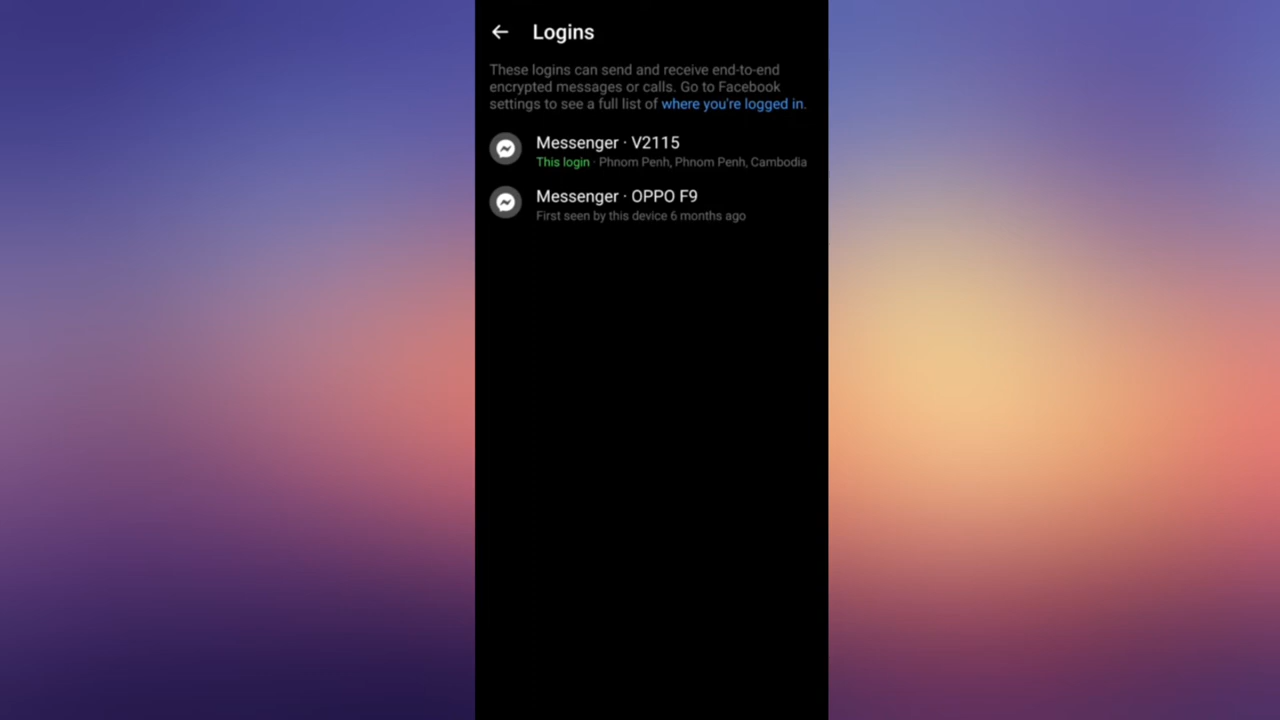 Logins
These logins can send and receive end-to-end
encrypted messages or calls. Go to Facebook
settings to see a full list of where you're logged in.
Messenger · V2115
This login · Phnom Penh, Phnom Penh, Cambodia
Messenger · OPPO F9
First seen by this device 6 months ago